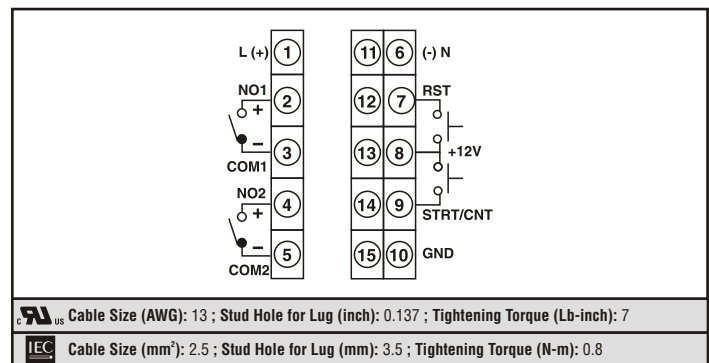 L (+) 1 11 6 (-) N
NO1 2 12 7 RST
+
−
3 13 8 +12V
COM1
NO2 4 14 9 STRT/CNT
+
−
5 15 10 GND
COM2
c UR us Cable Size (AWG): 13 ; Stud Hole for Lug (inch): 0.137 ; Tightening Torque (Lb-inch): 7
IEC Cable Size (mm²): 2.5 ; Stud Hole for Lug (mm): 3.5 ; Tightening Torque (N-m): 0.8